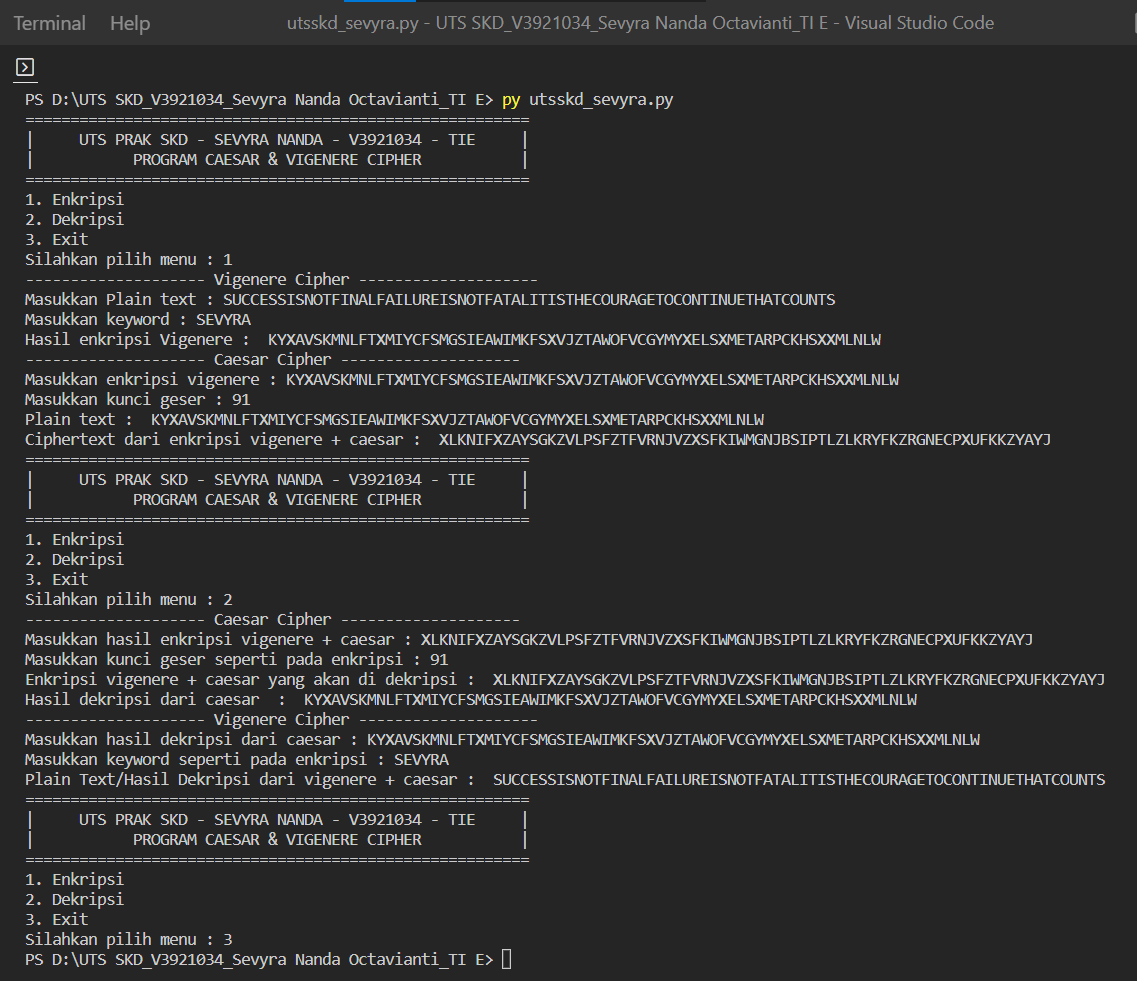 Terminal Help utsskd_sevyra.py - UTS SKD_V3921034_Sevyra Nanda Octavianti_TI E - Visual Studio Code
PS D:\UTS SKD_V3921034_Sevyra Nanda Octavianti_TI E> py utsskd_sevyra.py
========================================================
|     UTS PRAK SKD - SEVYRA NANDA - V3921034 - TIE     |
|           PROGRAM CAESAR & VIGENERE CIPHER           |
========================================================
1. Enkripsi
2. Dekripsi
3. Exit
Silahkan pilih menu : 1
-------------------- Vigenere Cipher --------------------
Masukkan Plain text : SUCCESSISNOTFINALFAILUREISNOTFATALITISTHECOURAGETOCONTINUETHATCOUNTS
Masukkan keyword : SEVYRA
Hasil enkripsi Vigenere :  KYXAVSKMNLFTXMIYCFSMGSIEAWIMKFSXVJZTAWOFVCGYMYXELSXMETARPCKHSXXMLNLW
-------------------- Caesar Cipher --------------------
Masukkan enkripsi vigenere : KYXAVSKMNLFTXMIYCFSMGSIEAWIMKFSXVJZTAWOFVCGYMYXELSXMETARPCKHSXXMLNLW
Masukkan kunci geser : 91
Plain text :  KYXAVSKMNLFTXMIYCFSMGSIEAWIMKFSXVJZTAWOFVCGYMYXELSXMETARPCKHSXXMLNLW
Ciphertext dari enkripsi vigenere + caesar :  XLKNIFXZAYSGKZVLPSFZTFVRNJVZXSFKIWMGNJBSIPTLZLKRYFKZRGNECPXUFKKZYAYJ
========================================================
|     UTS PRAK SKD - SEVYRA NANDA - V3921034 - TIE     |
|           PROGRAM CAESAR & VIGENERE CIPHER           |
========================================================
1. Enkripsi
2. Dekripsi
3. Exit
Silahkan pilih menu : 2
-------------------- Caesar Cipher --------------------
Masukkan hasil enkripsi vigenere + caesar : XLKNIFXZAYSGKZVLPSFZTFVRNJVZXSFKIWMGNJBSIPTLZLKRYFKZRGNECPXUFKKZYAYJ
Masukkan kunci geser seperti pada enkripsi : 91
Enkripsi vigenere + caesar yang akan di dekripsi :  XLKNIFXZAYSGKZVLPSFZTFVRNJVZXSFKIWMGNJBSIPTLZLKRYFKZRGNECPXUFKKZYAYJ
Hasil dekripsi dari caesar  :  KYXAVSKMNLFTXMIYCFSMGSIEAWIMKFSXVJZTAWOFVCGYMYXELSXMETARPCKHSXXMLNLW
-------------------- Vigenere Cipher --------------------
Masukkan hasil dekripsi dari caesar : KYXAVSKMNLFTXMIYCFSMGSIEAWIMKFSXVJZTAWOFVCGYMYXELSXMETARPCKHSXXMLNLW
Masukkan keyword seperti pada enkripsi : SEVYRA
Plain Text/Hasil Dekripsi dari vigenere + caesar :  SUCCESSISNOTFINALFAILUREISNOTFATALITISTHECOURAGETOCONTINUETHATCOUNTS
========================================================
|     UTS PRAK SKD - SEVYRA NANDA - V3921034 - TIE     |
|           PROGRAM CAESAR & VIGENERE CIPHER           |
========================================================
1. Enkripsi
2. Dekripsi
3. Exit
Silahkan pilih menu : 3
PS D:\UTS SKD_V3921034_Sevyra Nanda Octavianti_TI E>